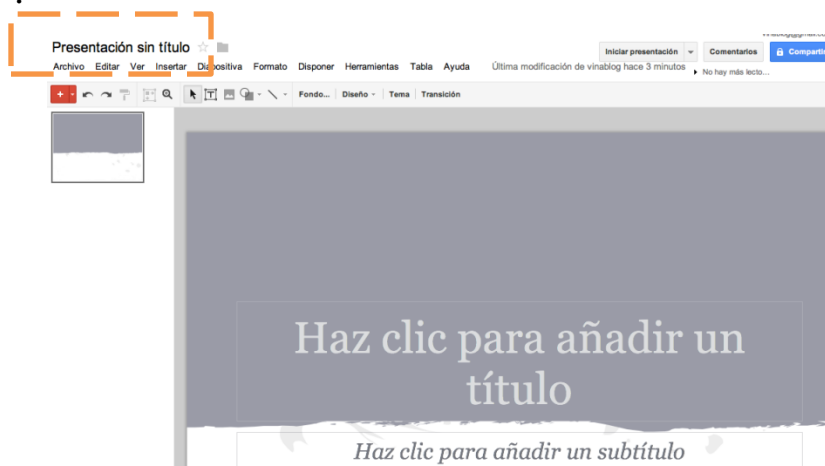 Presentación sin título
Iniciar presentación Comentarios
Archivo Editar Ver Insertar Diapositiva Formato Disponer Herramientas Tabla Ayuda Última modificación de vinablog hace 3 minutos
No hay más lecto...
Fondo... Diseño Tema Transición
Haz clic para añadir un
título
Haz clic para añadir un subtítulo